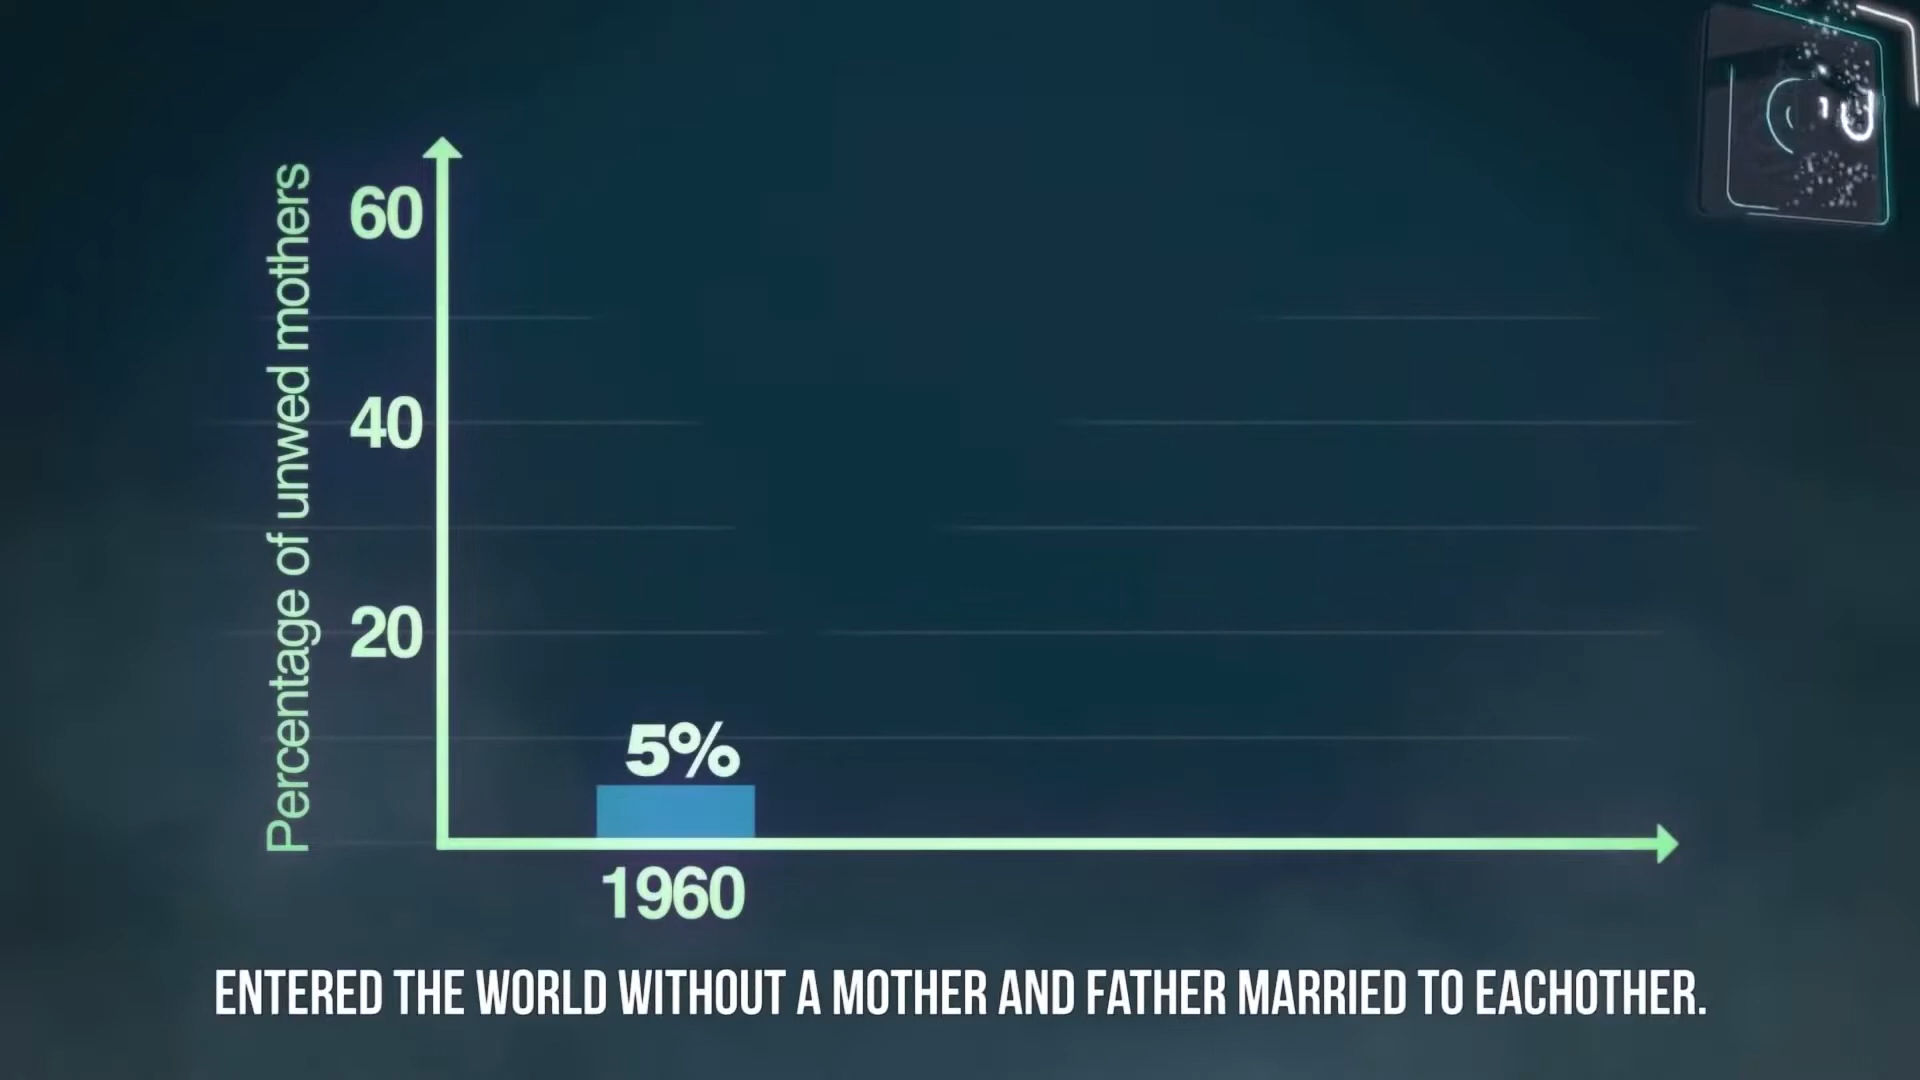 Percentage of unwed mothers
60
40
20
5%
1960
ENTERED THE WORLD WITHOUT A MOTHER AND FATHER MARRIED TO EACHOTHER.